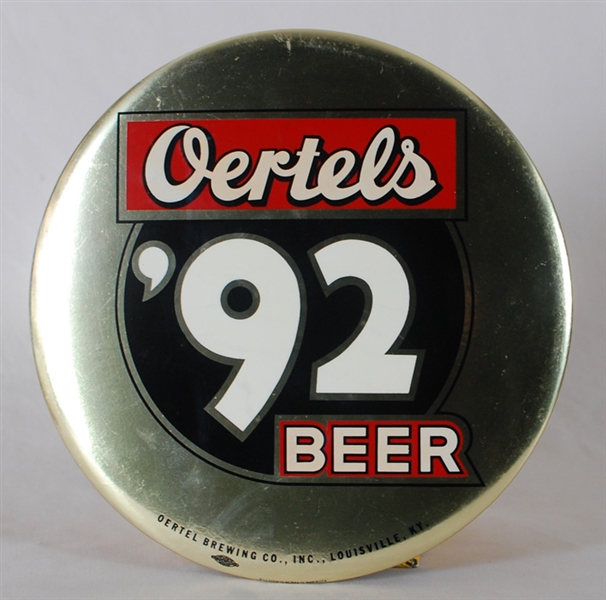 Oertels
'92
BEER
OERTEL BREWING CO., INC., LOUISVILLE, KY.